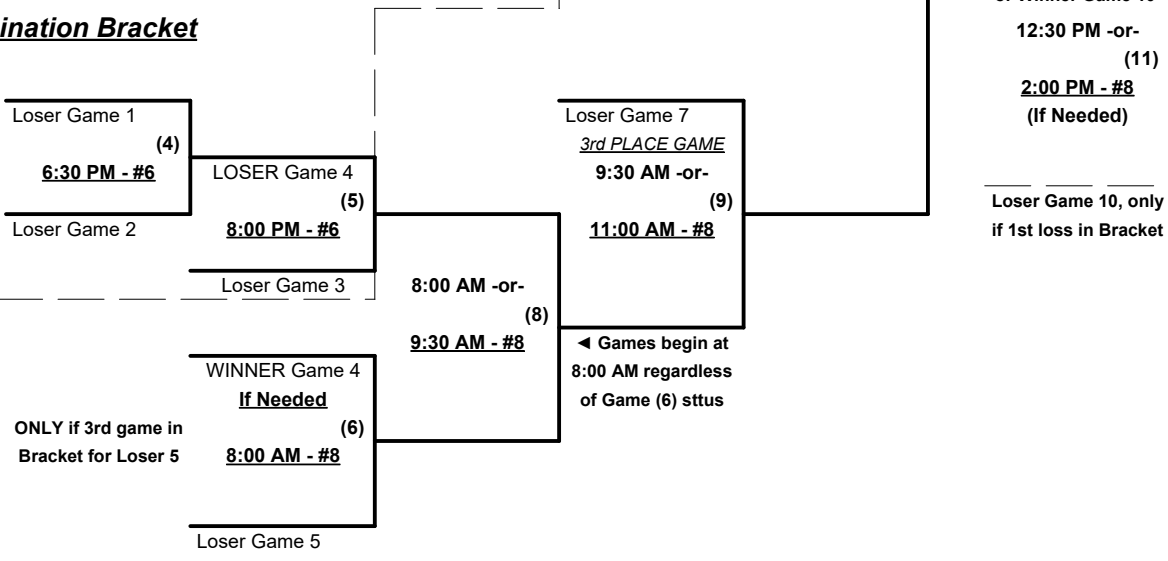 ination Bracket
12:30 PM -or-
(11)
2:00 PM - #8
(If Needed)
Loser Game 10, only
if 1st loss in Bracket
Loser Game 1
(4)
6:30 PM - #6
Loser Game 2
LOSER Game 4
(5)
8:00 PM - #6
Loser Game 3
Loser Game 7
3rd PLACE GAME
9:30 AM -or-
(9)
11:00 AM - #8
8:00 AM -or-
(8)
9:30 AM - #8
◄ Games begin at
8:00 AM regardless
of Game (6) sttus
WINNER Game 4
If Needed
(6)
8:00 AM - #8
ONLY if 3rd game in
Bracket for Loser 5
Loser Game 5